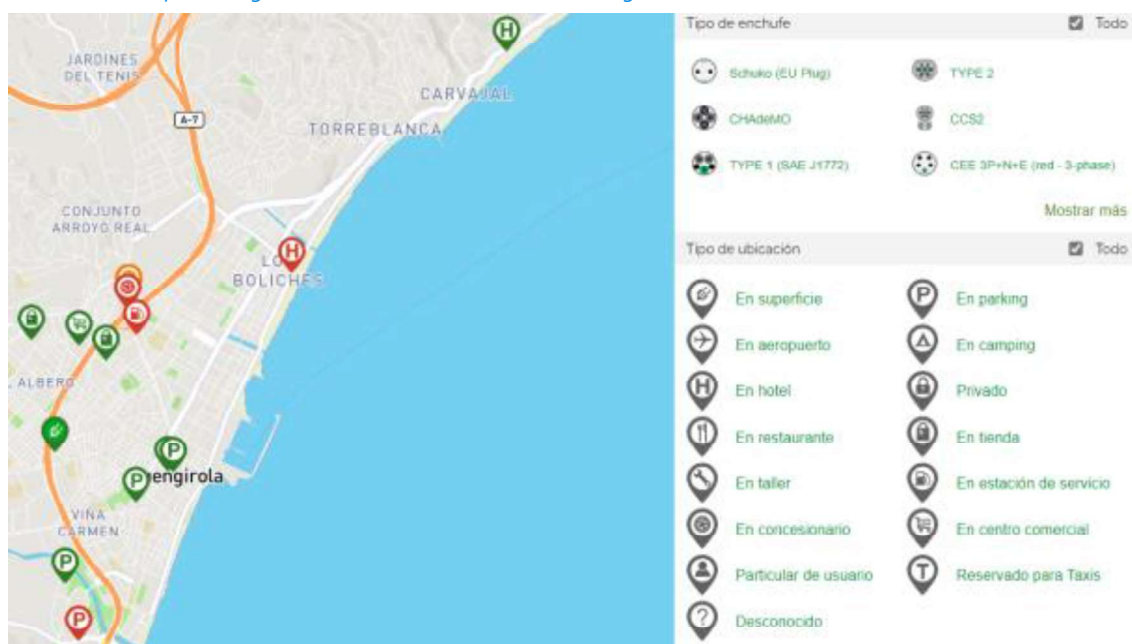 JARDINES
DEL TENIS
CARVAJAL
A-7
TORREBLANCA
CONJUNTO
ARROYO REAL
LOS
BOLICHES
ALBERO
engirola
VIÑA
CARMEN
H
H
P
P
P
P
Tipo de enchufe
Todo
Schuko (EU Plug)
TYPE 2
CHAdeMO
CCS2
TYPE 1 (SAE J1772)
CEE 3P+N+E (red - 3-phase)
Mostrar más
Tipo de ubicación
Todo
En superficie
P
En parking
En aeropuerto
En camping
H
En hotel
Privado
En restaurante
En tienda
En taller
En estación de servicio
En concesionario
En centro comercial
Particular de usuario
T
Reservado para Taxis
?
Desconocido